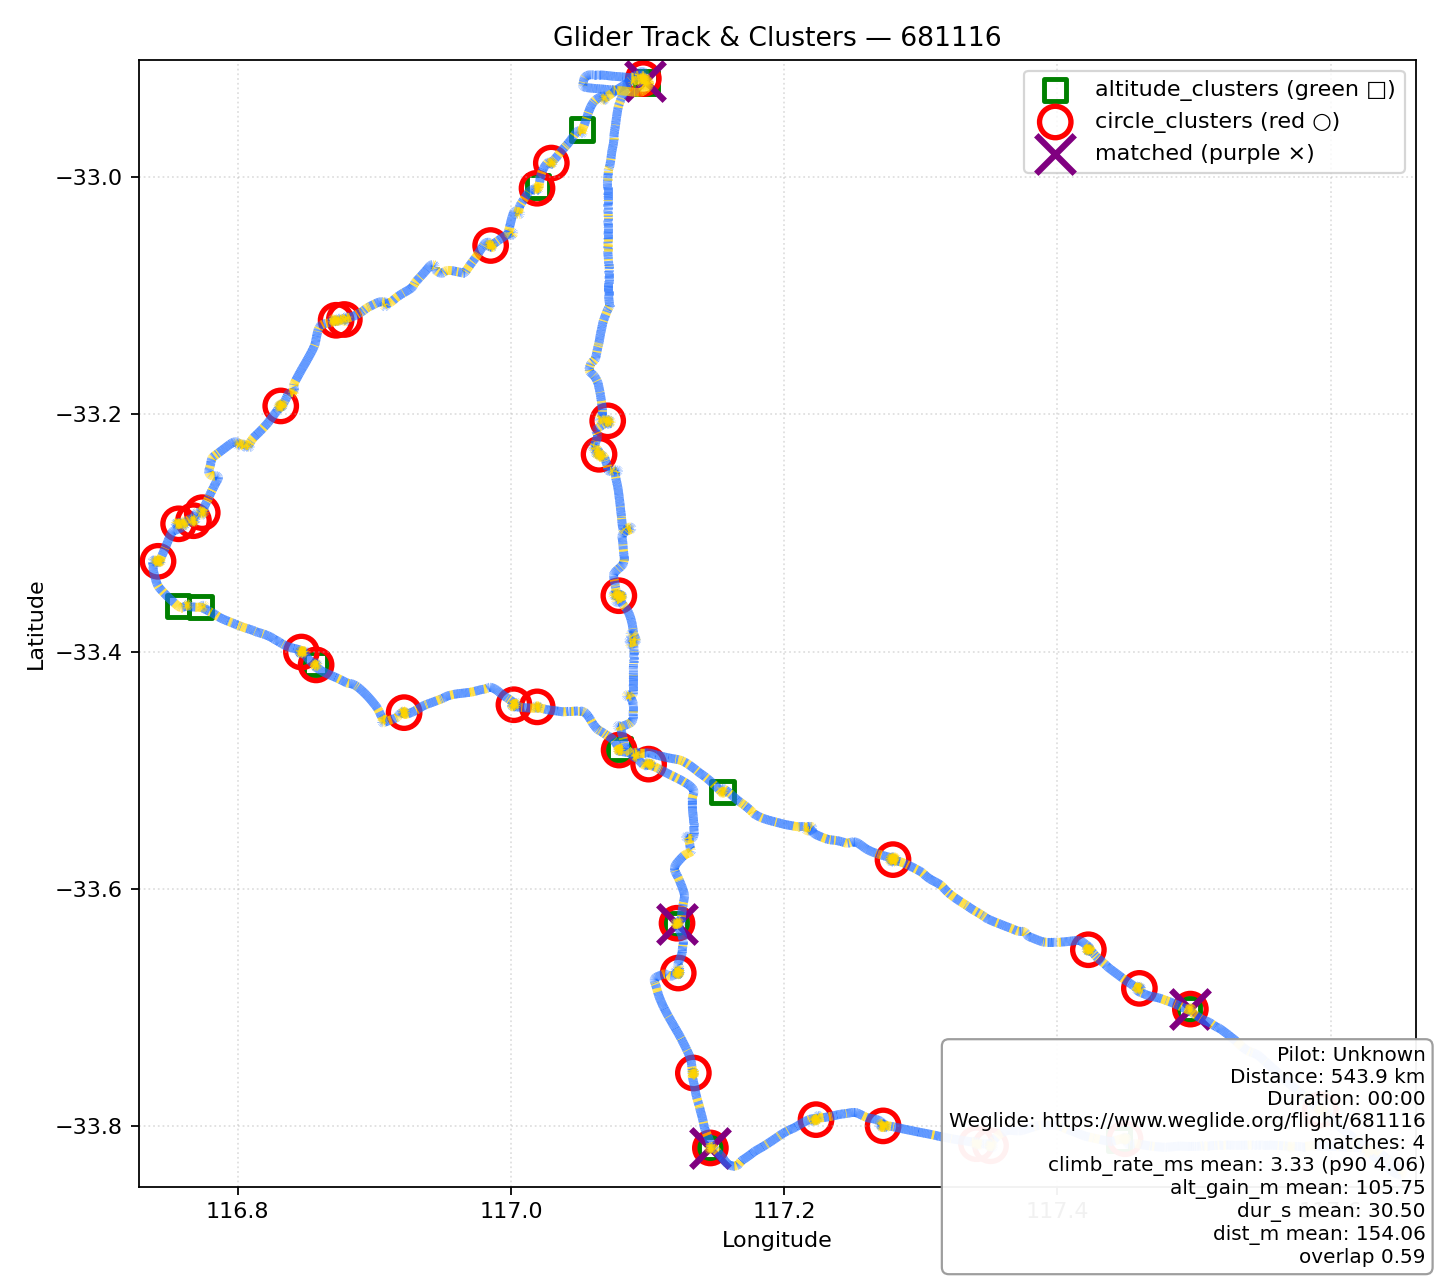 Glider Track & Clusters — 681116
altitude_clusters (green □)
circle_clusters (red ○)
matched (purple ×)
−33.0
−33.2
−33.4
−33.6
−33.8
Latitude
116.8
117.0
117.2
117.4
Longitude
Pilot: Unknown
Distance: 543.9 km
Duration: 00:00
Weglide: https://www.weglide.org/flight/681116
matches: 4
climb_rate_ms mean: 3.33 (p90 4.06)
alt_gain_m mean: 105.75
dur_s mean: 30.50
dist_m mean: 154.06
overlap 0.59